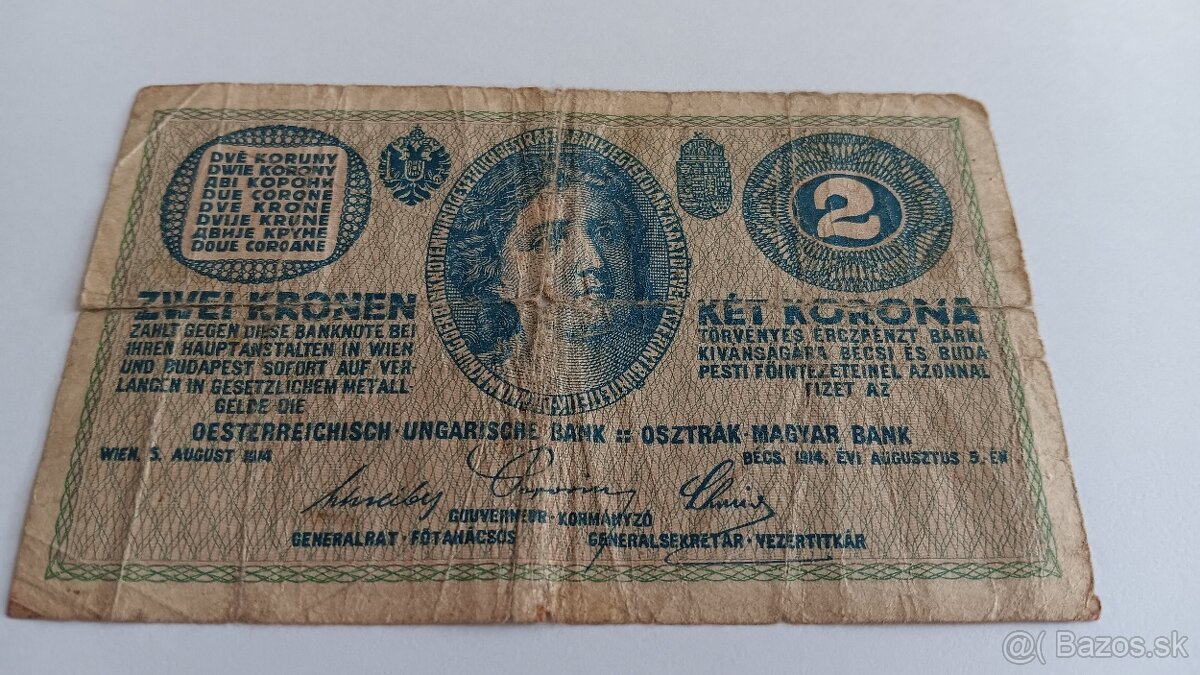 DVĚ KORUNY
DWIE KORONY
ДВІ КОРОНИ
DUE CORONE
DVE KRONE
DVIJE KRUNE
ДВИЈЕ КРУНЕ
DOUE COROANE
2
ZWEI KRONEN
ZAHLT GEGEN DIESE BANKNOTE BEI
IHREN HAUPTANSTALTEN IN WIEN
UND BUDAPEST SOFORT AUF VER-
LANGEN IN GESETZLICHEM METALL-
GELDE DIE
KÉT KORONA
TÖRVÉNYES ÉRCZPÉNZT BÁRKI
KIVÁNSÁGÁRA BÉCSI ÉS BUDA-
PESTI FŐINTÉZETEINÉL AZONNAL
FIZET AZ
OESTERREICHISCH-UNGARISCHE BANK :: OSZTRÁK-MAGYAR BANK
WIEN, 5. AUGUST 1914
BÉCS, 1914. ÉVI AUGUSZTUS 5.-ÉN
GOUVERNEUR-KORMÁNYZÓ
GENERALRAT-FŐTANÁCSOS
GENERALSEKRETÄR-VEZÉRTITKÁR
@( Bazos.sk